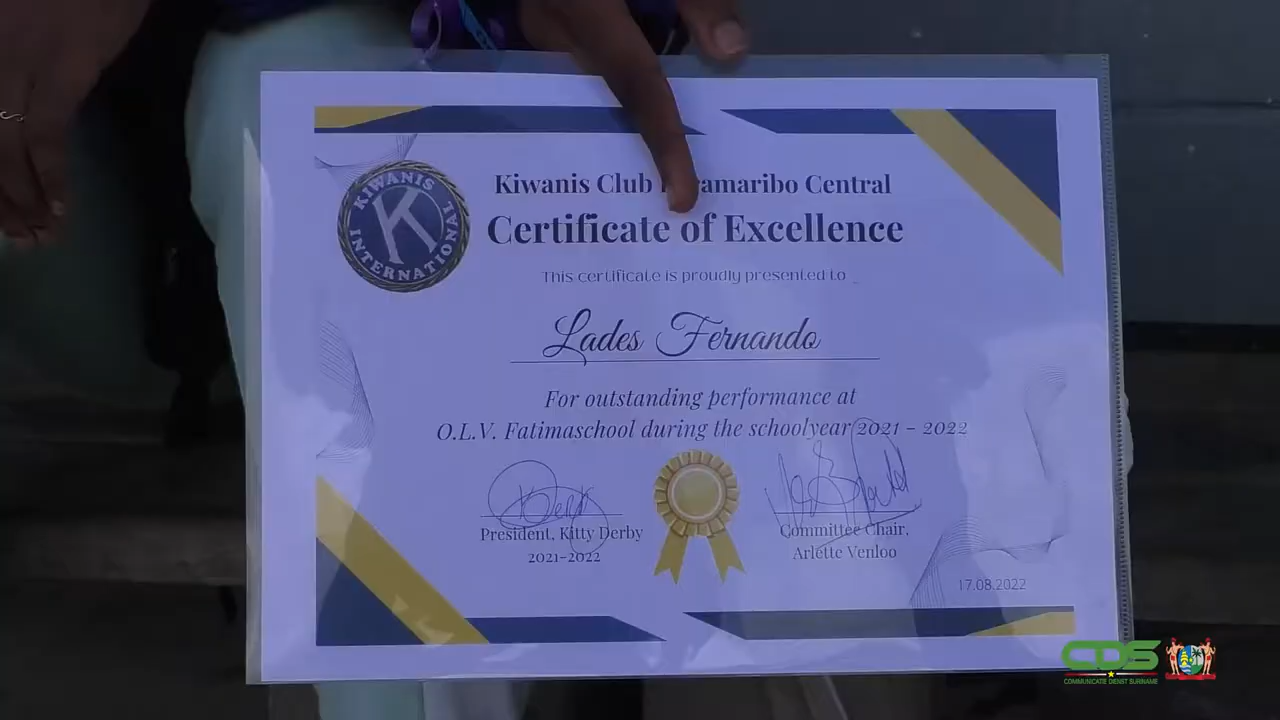 KIWANIS
K
INTERNATIONAL
Kiwanis Club amaribo Central
Certificate of Excellence
This certificate is proudly presented to
Lades Fernando
For outstanding performance at
O.L.V. Fatimaschool during the schoolyear 2021 - 2022
President, Kitty Derby
2021-2022
Committee Chair,
Arlette Venloo
17.08.2022
CDS
COMMUNICATIE DIENST SURINAME